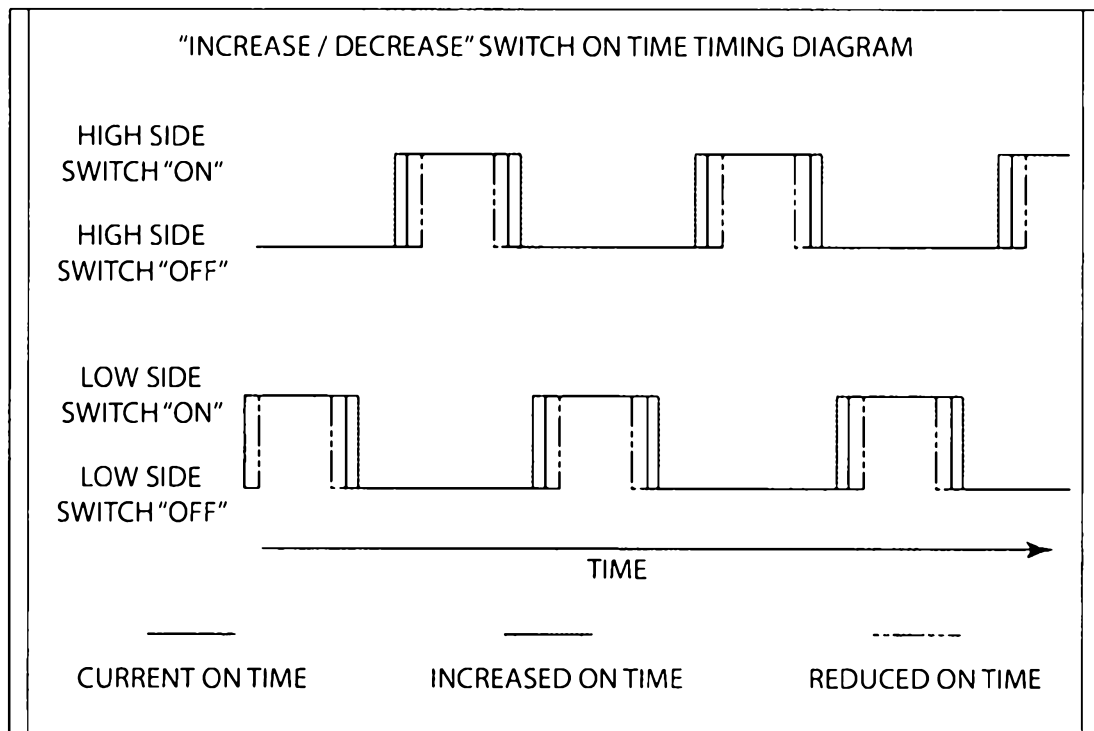 "INCREASE / DECREASE" SWITCH ON TIME TIMING DIAGRAM
HIGH SIDE
SWITCH "ON"
HIGH SIDE
SWITCH "OFF"
LOW SIDE
SWITCH "ON"
LOW SIDE
SWITCH "OFF"
TIME
CURRENT ON TIME
INCREASED ON TIME
REDUCED ON TIME